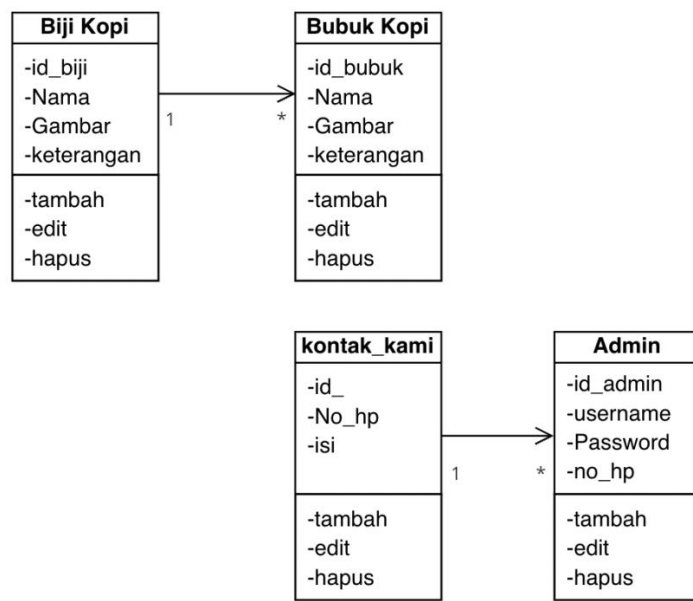 Biji Kopi
-id_biji
-Nama
-Gambar
-keterangan
-tambah
-edit
-hapus
1
*
Bubuk Kopi
-id_bubuk
-Nama
-Gambar
-keterangan
-tambah
-edit
-hapus
kontak_kami
-id_
-No_hp
-isi
-tambah
-edit
-hapus
1
*
Admin
-id_admin
-username
-Password
-no_hp
-tambah
-edit
-hapus